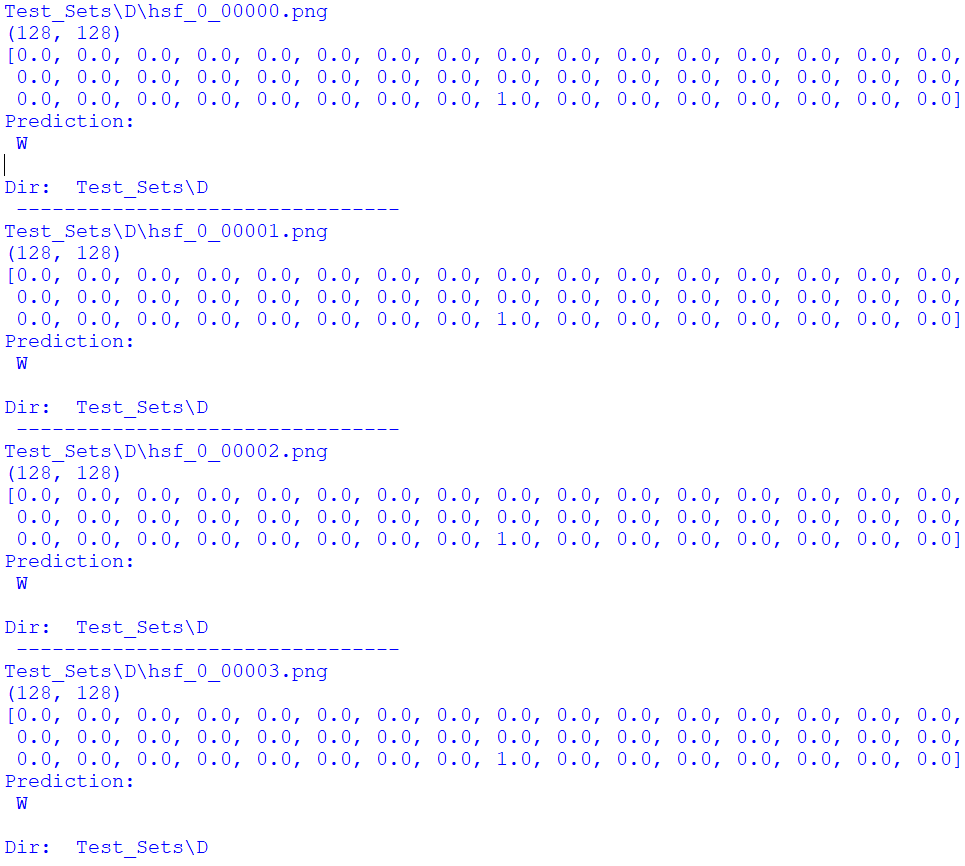 Test_Sets\D\hsf_0_00000.png
(128, 128)
[0.0, 0.0, 0.0, 0.0, 0.0, 0.0, 0.0, 0.0, 0.0, 0.0, 0.0, 0.0, 0.0, 0.0, 0.0, 0.0,
0.0, 0.0, 0.0, 0.0, 0.0, 0.0, 0.0, 0.0, 0.0, 0.0, 0.0, 0.0, 0.0, 0.0, 0.0, 0.0,
0.0, 0.0, 0.0, 0.0, 0.0, 0.0, 0.0, 0.0, 1.0, 0.0, 0.0, 0.0, 0.0, 0.0, 0.0, 0.0]
Prediction:
W
Dir:  Test_Sets\D
--------------------------------
Test_Sets\D\hsf_0_00001.png
(128, 128)
[0.0, 0.0, 0.0, 0.0, 0.0, 0.0, 0.0, 0.0, 0.0, 0.0, 0.0, 0.0, 0.0, 0.0, 0.0, 0.0,
0.0, 0.0, 0.0, 0.0, 0.0, 0.0, 0.0, 0.0, 0.0, 0.0, 0.0, 0.0, 0.0, 0.0, 0.0, 0.0,
0.0, 0.0, 0.0, 0.0, 0.0, 0.0, 0.0, 0.0, 1.0, 0.0, 0.0, 0.0, 0.0, 0.0, 0.0, 0.0]
Prediction:
W
Dir:  Test_Sets\D
--------------------------------
Test_Sets\D\hsf_0_00002.png
(128, 128)
[0.0, 0.0, 0.0, 0.0, 0.0, 0.0, 0.0, 0.0, 0.0, 0.0, 0.0, 0.0, 0.0, 0.0, 0.0, 0.0,
0.0, 0.0, 0.0, 0.0, 0.0, 0.0, 0.0, 0.0, 0.0, 0.0, 0.0, 0.0, 0.0, 0.0, 0.0, 0.0,
0.0, 0.0, 0.0, 0.0, 0.0, 0.0, 0.0, 0.0, 1.0, 0.0, 0.0, 0.0, 0.0, 0.0, 0.0, 0.0]
Prediction:
W
Dir:  Test_Sets\D
--------------------------------
Test_Sets\D\hsf_0_00003.png
(128, 128)
[0.0, 0.0, 0.0, 0.0, 0.0, 0.0, 0.0, 0.0, 0.0, 0.0, 0.0, 0.0, 0.0, 0.0, 0.0, 0.0,
0.0, 0.0, 0.0, 0.0, 0.0, 0.0, 0.0, 0.0, 0.0, 0.0, 0.0, 0.0, 0.0, 0.0, 0.0, 0.0,
0.0, 0.0, 0.0, 0.0, 0.0, 0.0, 0.0, 0.0, 1.0, 0.0, 0.0, 0.0, 0.0, 0.0, 0.0, 0.0]
Prediction:
W
Dir:  Test_Sets\D